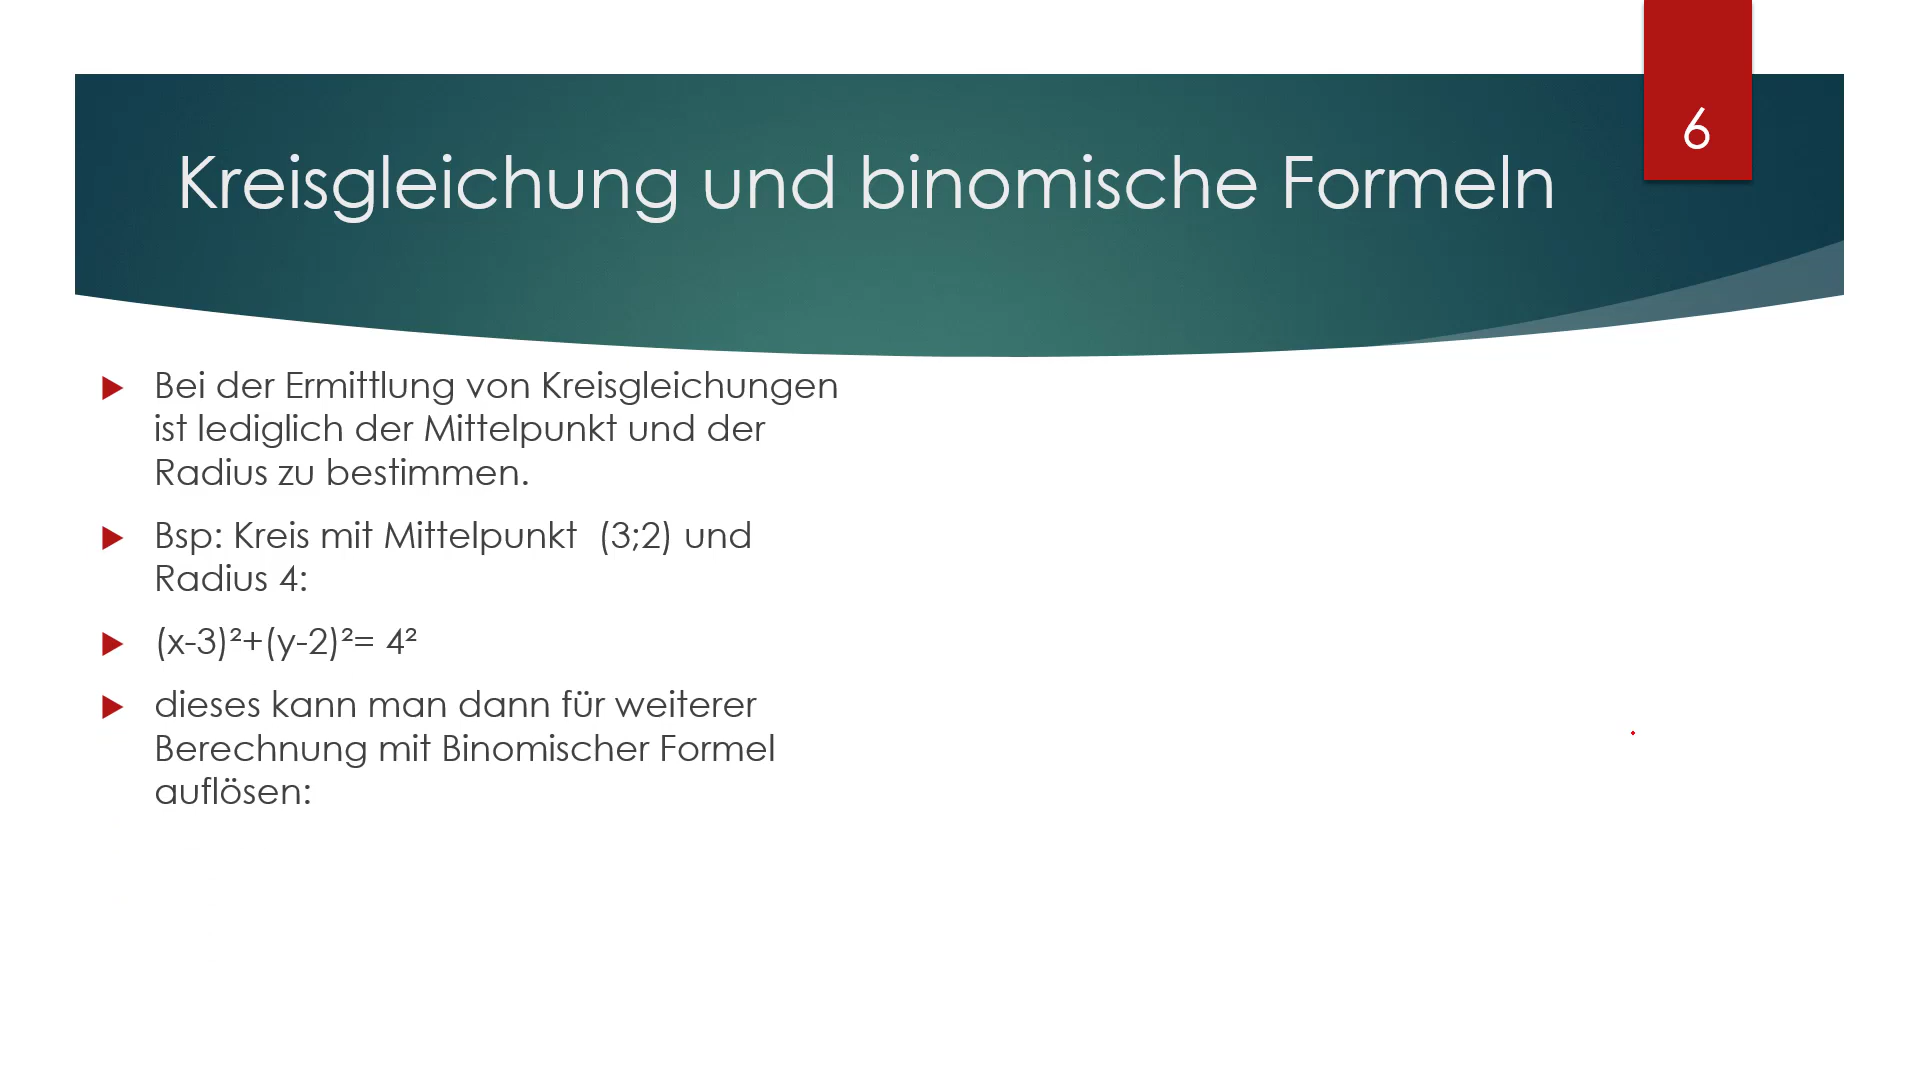 6
Kreisgleichung und binomische Formeln
Bei der Ermittlung von Kreisgleichungen
ist lediglich der Mittelpunkt und der
Radius zu bestimmen.
Bsp: Kreis mit Mittelpunkt  (3;2) und
Radius 4:
(x-3)²+(y-2)²= 4²
dieses kann man dann für weiterer
Berechnung mit Binomischer Formel
auflösen: